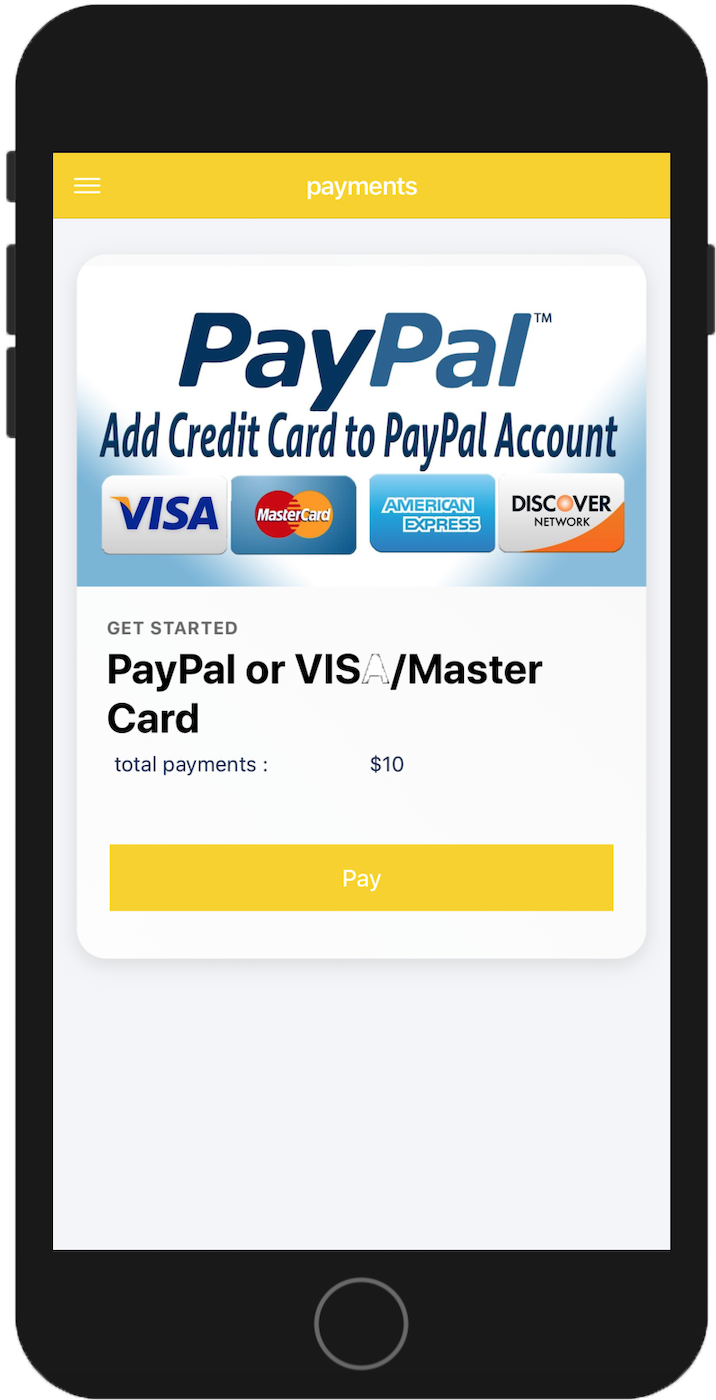 payments
PayPal™
Add Credit Card to PayPal Account
VISA
MasterCard
AMERICAN
EXPRESS
DISCOVER
NETWORK
GET STARTED
PayPal or VISA/Master
Card
total payments : $10
Pay